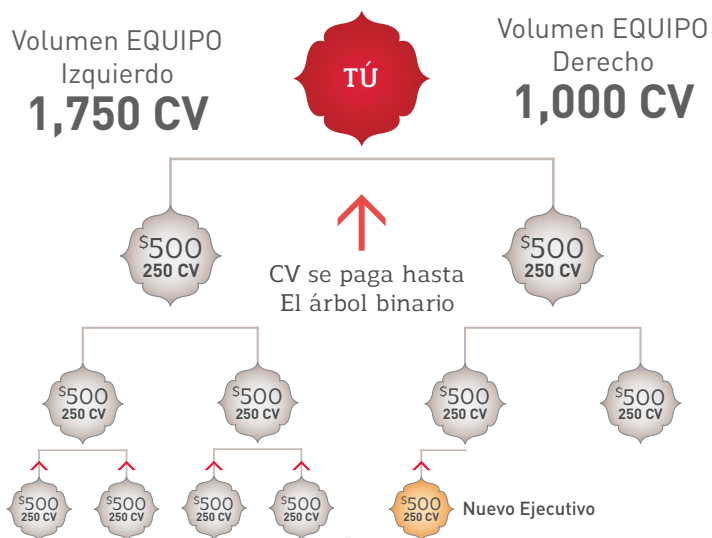 Volumen EQUIPO
Izquierdo
1,750 CV
TÚ
Volumen EQUIPO
Derecho
1,000 CV
$500
250 CV
$500
250 CV
CV se paga hasta
El árbol binario
$500
250 CV
$500
250 CV
$500
250 CV
$500
250 CV
$500
250 CV
$500
250 CV
$500
250 CV
$500
250 CV
$500
250 CV
Nuevo Ejecutivo